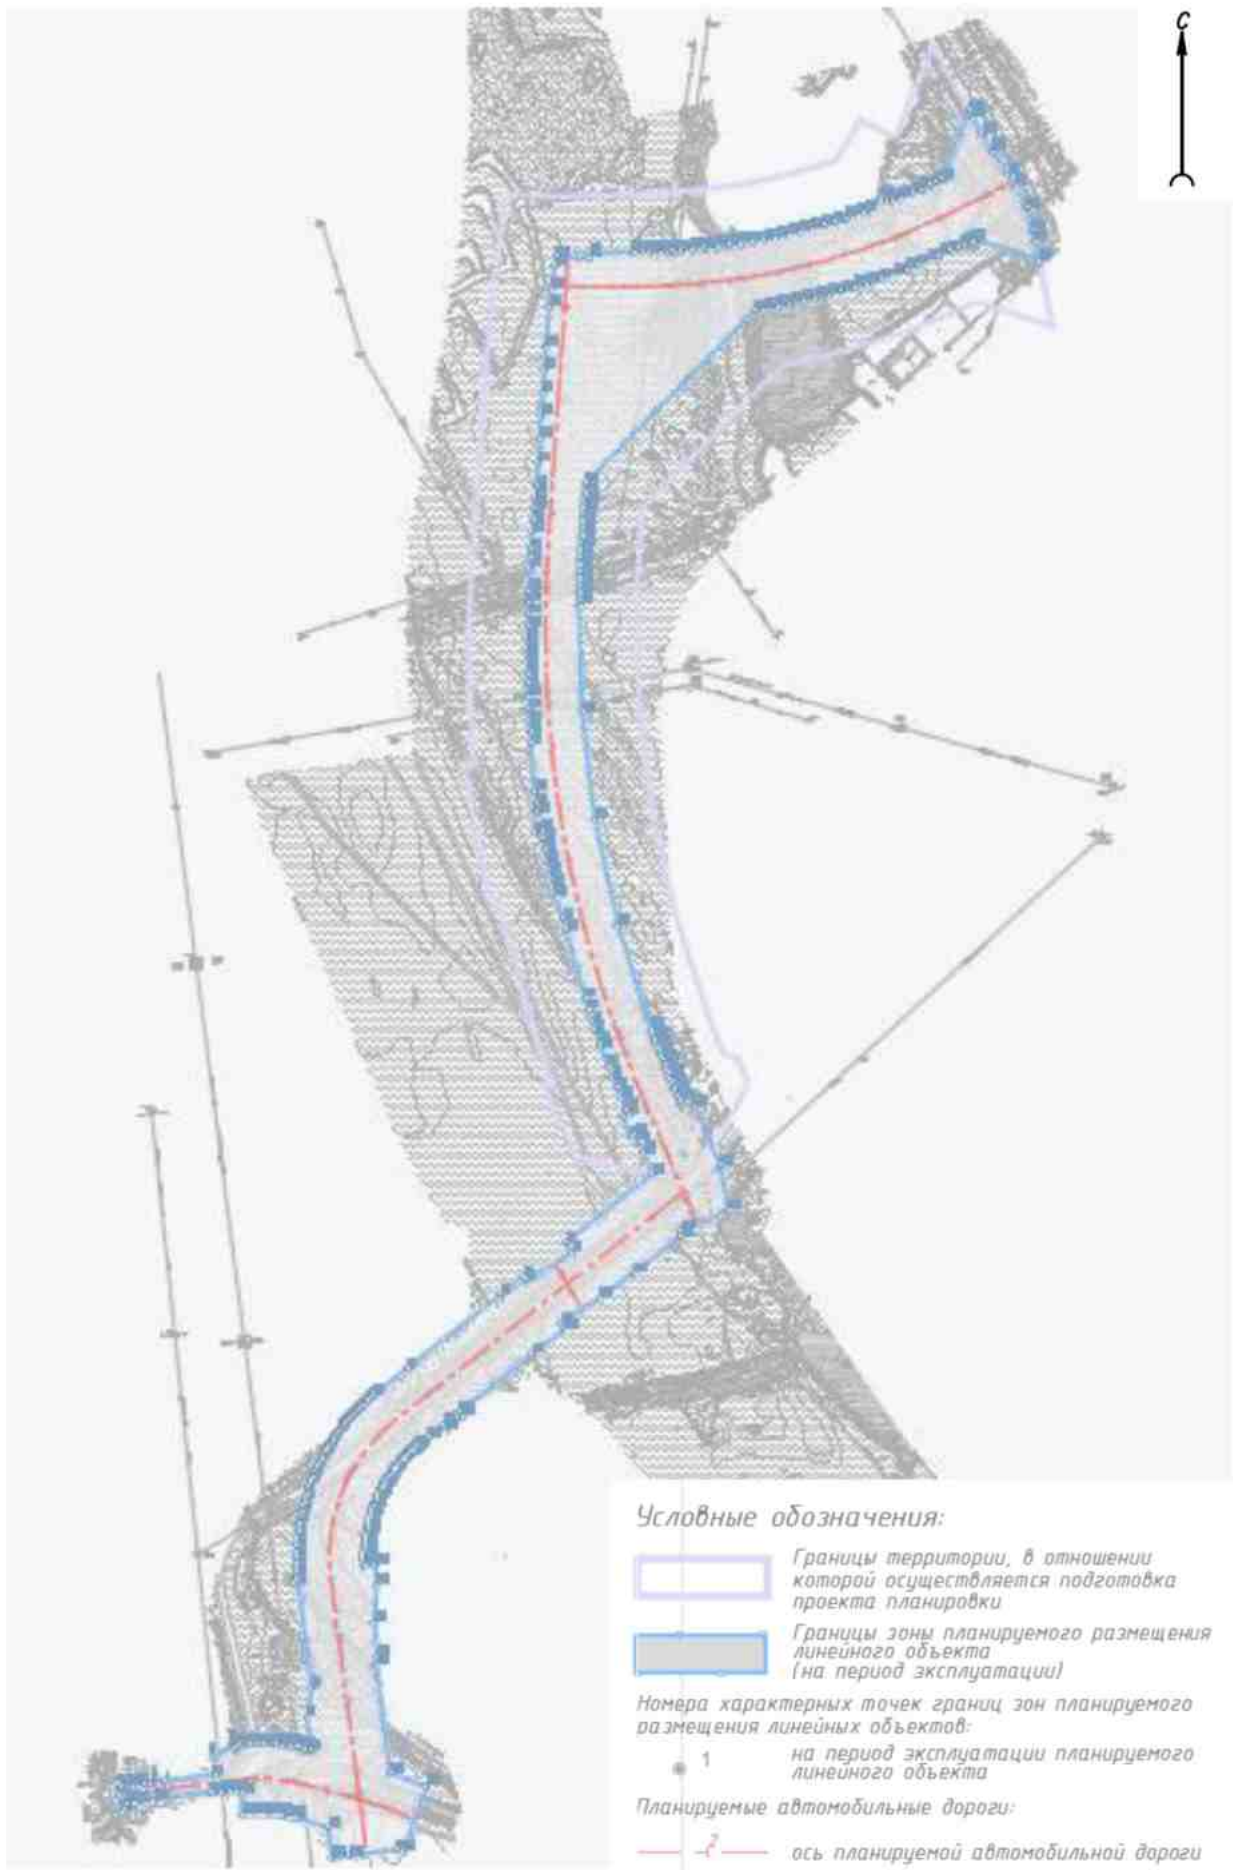 С
Условные обозначения:
Границы территории, в отношении
которой осуществляется подготовка
проекта планировки
Границы зоны планируемого размещения
линейного объекта
(на период эксплуатации)
Номера характерных точек границ зон планируемого
размещения линейных объектов:
1 на период эксплуатации планируемого
линейного объекта
Планируемые автомобильные дороги:
2 ось планируемой автомобильной дороги